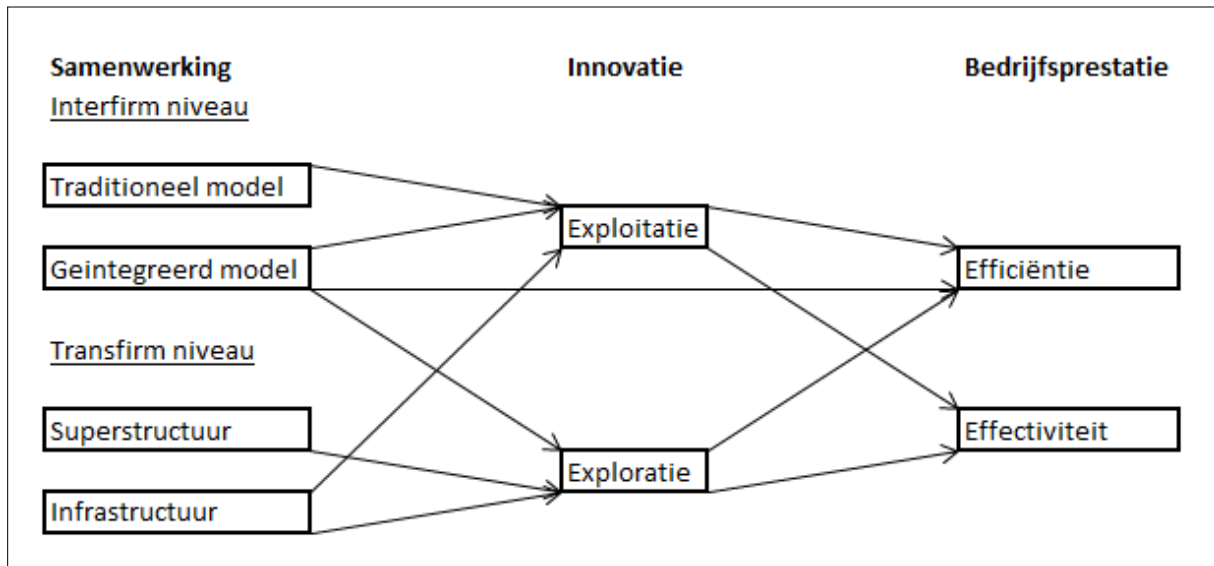 Samenwerking
Innovatie
Bedrijfsprestatie
Interfirm niveau
Traditioneel model
Exploitatie
Geintegreerd model
Efficiëntie
Transfirm niveau
Superstructuur
Effectiviteit
Exploratie
Infrastructuur